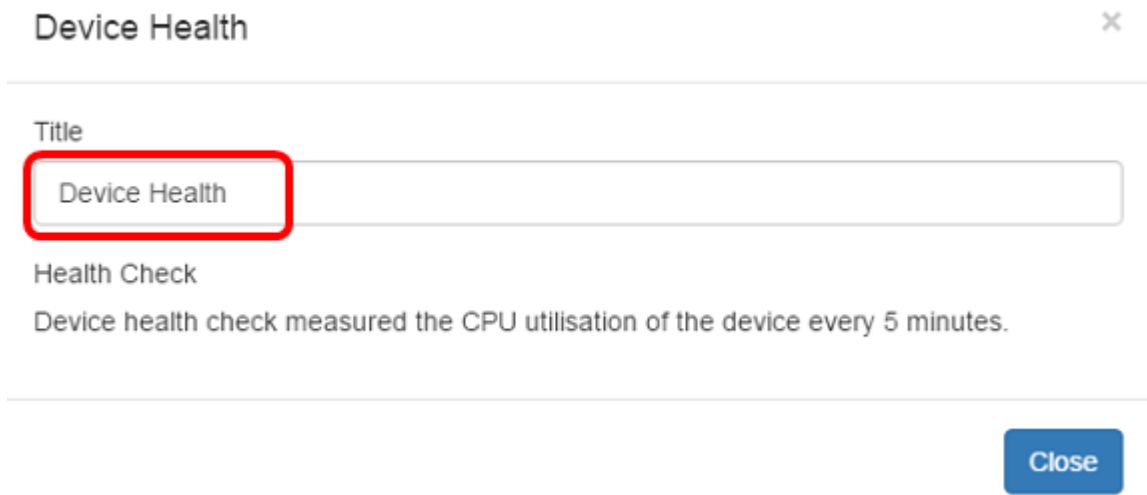 Device Health
×
Title
Device Health
Health Check
Device health check measured the CPU utilisation of the device every 5 minutes.
Close